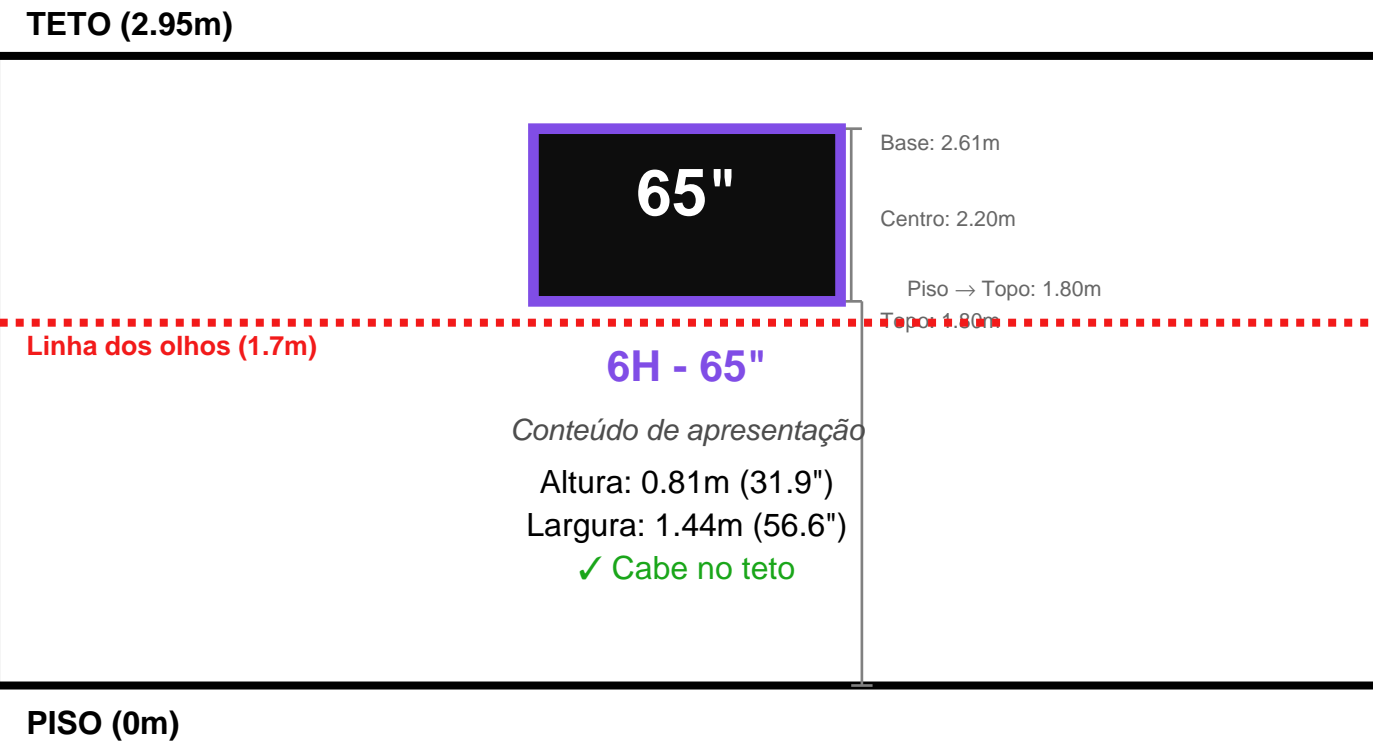 TETO (2.95m)
65"
Base: 2.61m
Centro: 2.20m
Piso → Topo: 1.80m
Topo: 1.80m
Linha dos olhos (1.7m)
6H - 65"
Conteúdo de apresentação
Altura: 0.81m (31.9")
Largura: 1.44m (56.6")
✓ Cabe no teto
PISO (0m)